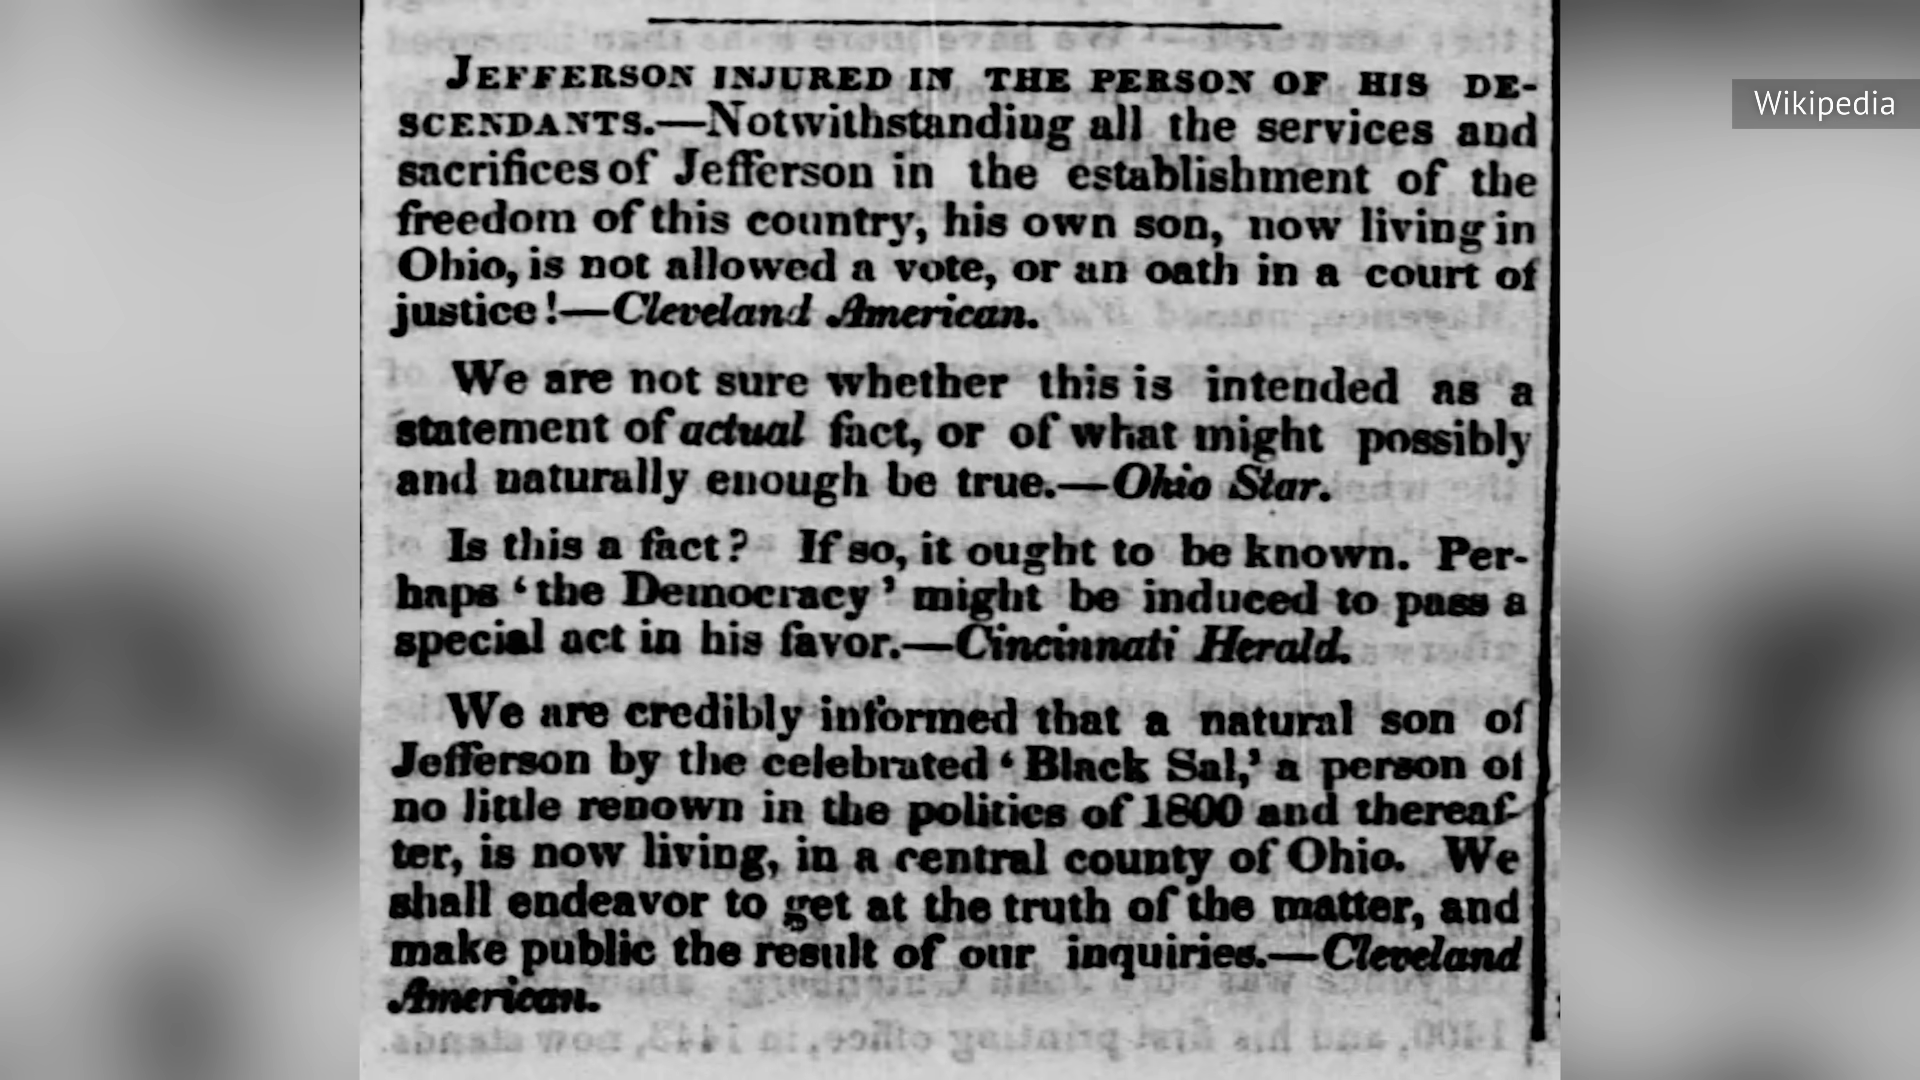 JEFFERSON INJURED IN THE PERSON OF HIS DE-
SCENDANTS.—Notwithstanding all the services and
sacrifices of Jefferson in the establishment of the
freedom of this country, his own son, now living in
Ohio, is not allowed a vote, or an oath in a court of
justice!—Cleveland American.
We are not sure whether this is intended as a
statement of actual fact, or of what might possibly
and naturally enough be true.—Ohio Star.
Is this a fact? If so, it ought to be known. Per-
haps ‘the Democracy’ might be induced to pass a
special act in his favor.—Cincinnati Herald.
We are credibly informed that a natural son of
Jefferson by the celebrated ‘Black Sal,’ a person of
no little renown in the politics of 1800 and thereaf-
ter, is now living, in a central county of Ohio. We
shall endeavor to get at the truth of the matter, and
make public the result of our inquiries.—Cleveland
American.
Wikipedia